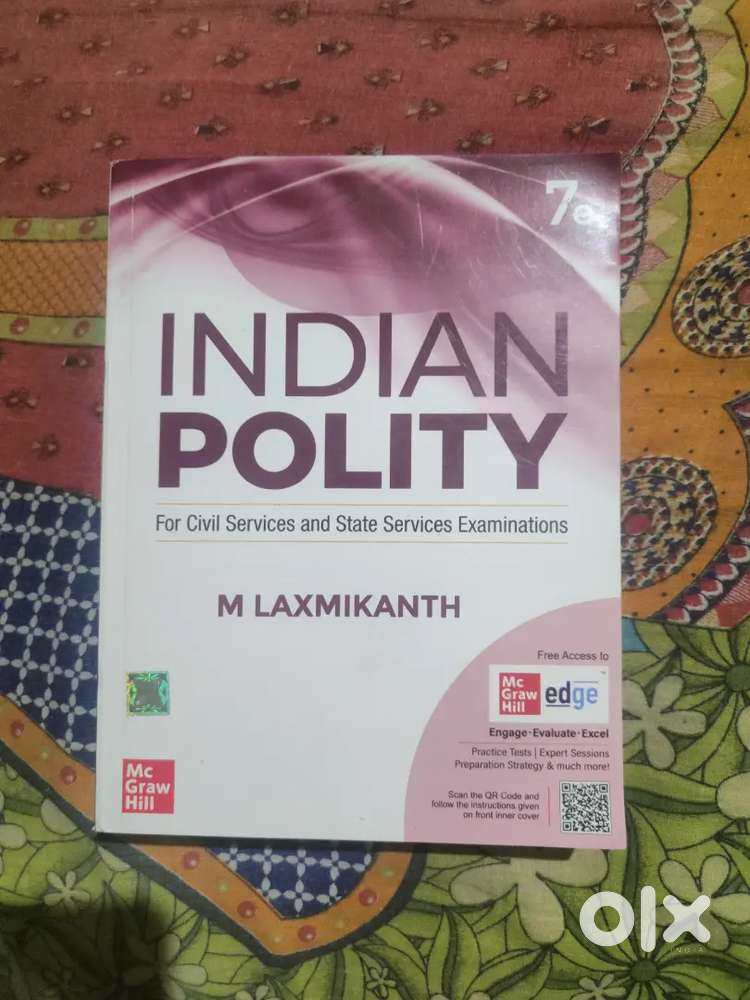 7e
INDIAN
POLITY
For Civil Services and State Services Examinations
M LAXMIKANTH
Free Access to
Mc
Graw
Hill
edge
Engage·Evaluate·Excel
Practice Tests | Expert Sessions
Preparation Strategy & much more!
Scan the QR Code and
follow the instructions given
on front inner cover
Mc
Graw
Hill
olx
INDIA